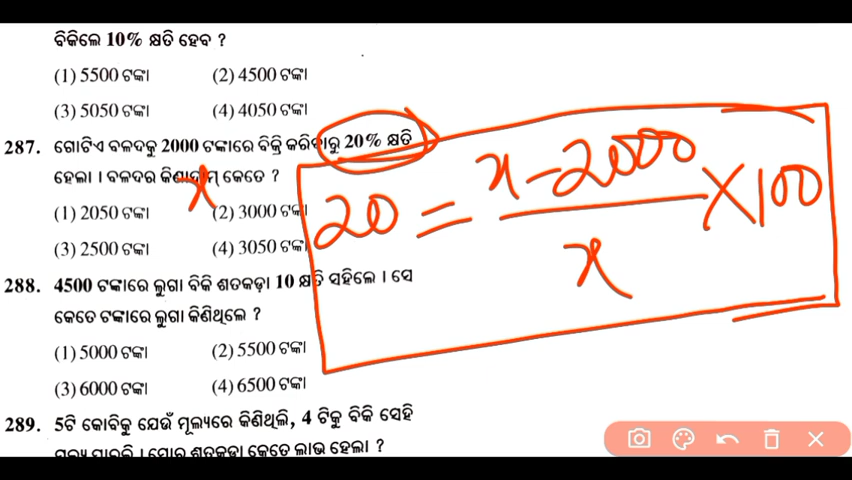 ବିକିଲେ 10% କ୍ଷତି ହେବ ?
(1) 5500 ଟଙ୍କା (2) 4500 ଟଙ୍କା
(3) 5050 ଟଙ୍କା (4) 4050 ଟଙ୍କା
287. ଗୋଟିଏ ବଳଦକୁ 2000 ଟଙ୍କାରେ ବିକ୍ରି କରିବାରୁ 20% କ୍ଷତି
ହେଲା । ବଳଦର କିଣାଦାମ୍ କେତେ ?
x
(1) 2050 ଟଙ୍କା (2) 3000 ଟଙ୍କା
(3) 2500 ଟଙ୍କା (4) 3050 ଟଙ୍କା
20 = x - 2000 / x × 100
288. 4500 ଟଙ୍କାରେ ଲୁଗା ବିକି ଶତକଡ଼ା 10 କ୍ଷତି ସହିଲେ । ସେ
କେତେ ଟଙ୍କାରେ ଲୁଗା କିଣିଥିଲେ ?
(1) 5000 ଟଙ୍କା (2) 5500 ଟଙ୍କା
(3) 6000 ଟଙ୍କା (4) 6500 ଟଙ୍କା
289. 5ଟି କୋବିକୁ ଯେଉଁ ମୂଲ୍ୟରେ କିଣିଥିଲି, 4 ଟିକୁ ବିକି ସେହି
ଶତକଡ଼ା କେତେ ଲାଭ ହେଲା ?